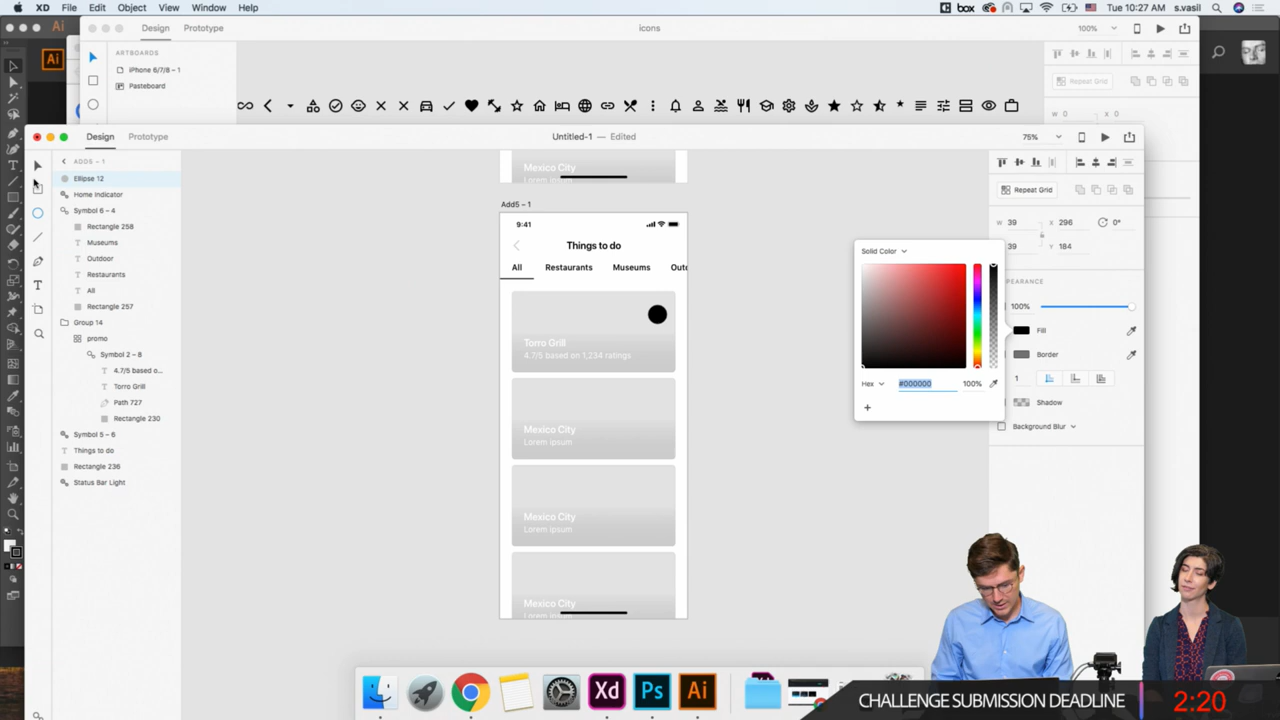 XD File Edit Object View Window Help
box
Tue 10:27 AM s.vasil
Ai
Design Prototype
icons
100%
Ai
ARTBOARDS
iPhone 6/7/8 – 1
Pasteboard
Repeat Grid
W 0 X 0
Design Prototype
Untitled-1 — Edited
75%
ADD5 – 1
Ellipse 12
Home Indicator
Symbol 6 – 4
Rectangle 258
Museums
Outdoor
Restaurants
All
Rectangle 257
Group 14
promo
Symbol 2 – 8
4.7/5 based o...
Torro Grill
Path 727
Rectangle 230
Symbol 5 – 6
Things to do
Rectangle 236
Status Bar Light
Mexico City
Add5 – 1
9:41
Things to do
All Restaurants Museums Outd
Torro Grill
4.7/5 based on 1,234 ratings
Mexico City
Lorem ipsum
Mexico City
Lorem ipsum
Mexico City
Solid Color
Hex #000000 100%
Repeat Grid
W 39 X 296 0°
39 Y 184
PEARANCE
100%
Fill
Border
1
Shadow
Background Blur
Xd Ps Ai
CHALLENGE SUBMISSION DEADLINE 2:20